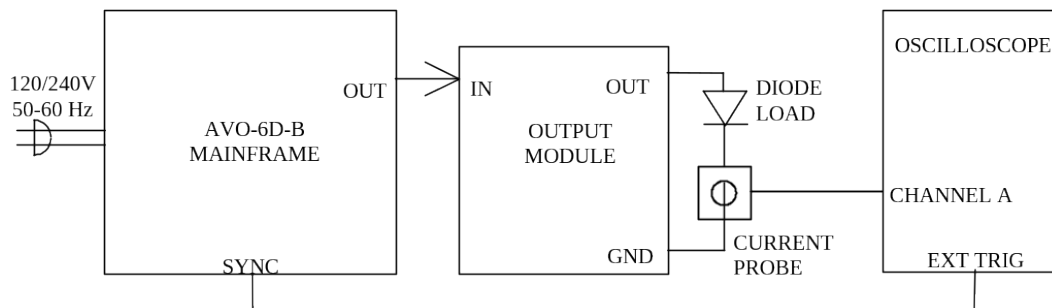 120/240V
50-60 Hz
AVO-6D-B
MAINFRAME
OUT
SYNC
IN
OUTPUT
MODULE
OUT
GND
DIODE
LOAD
CURRENT
PROBE
OSCILLOSCOPE
CHANNEL A
EXT TRIG